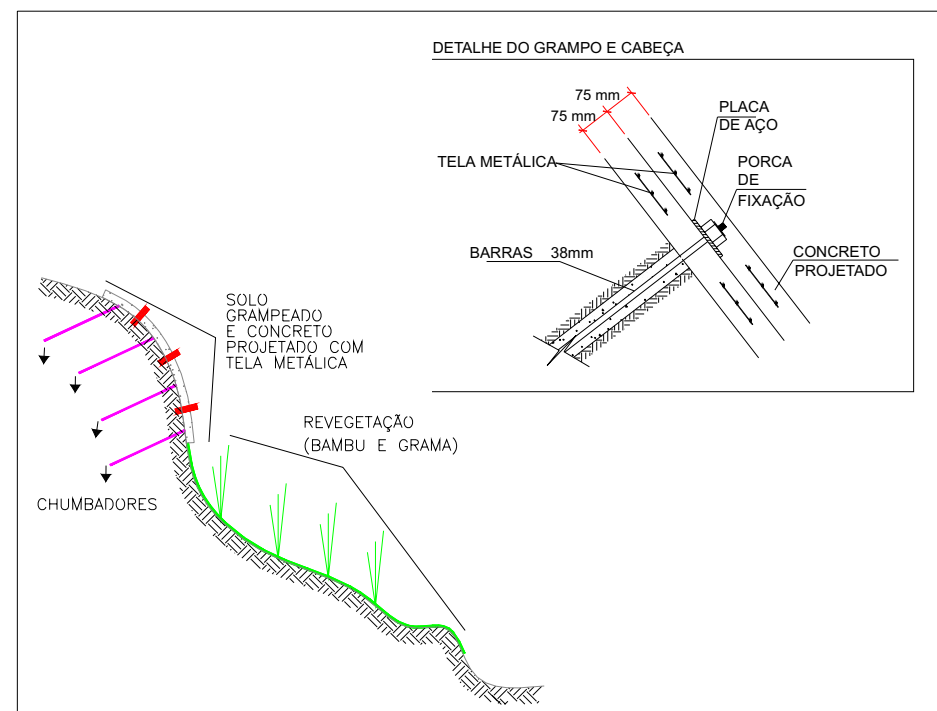 DETALHE DO GRAMPO E CABEÇA
75 mm
75 mm
PLACA
DE AÇO
TELA METÁLICA
PORCA
DE
FIXAÇÃO
BARRAS 38mm
CONCRETO
PROJETADO
SOLO
GRAMPEADO
E CONCRETO
PROJETADO COM
TELA METÁLICA
REVEGETAÇÃO
(BAMBU E GRAMA)
CHUMBADORES